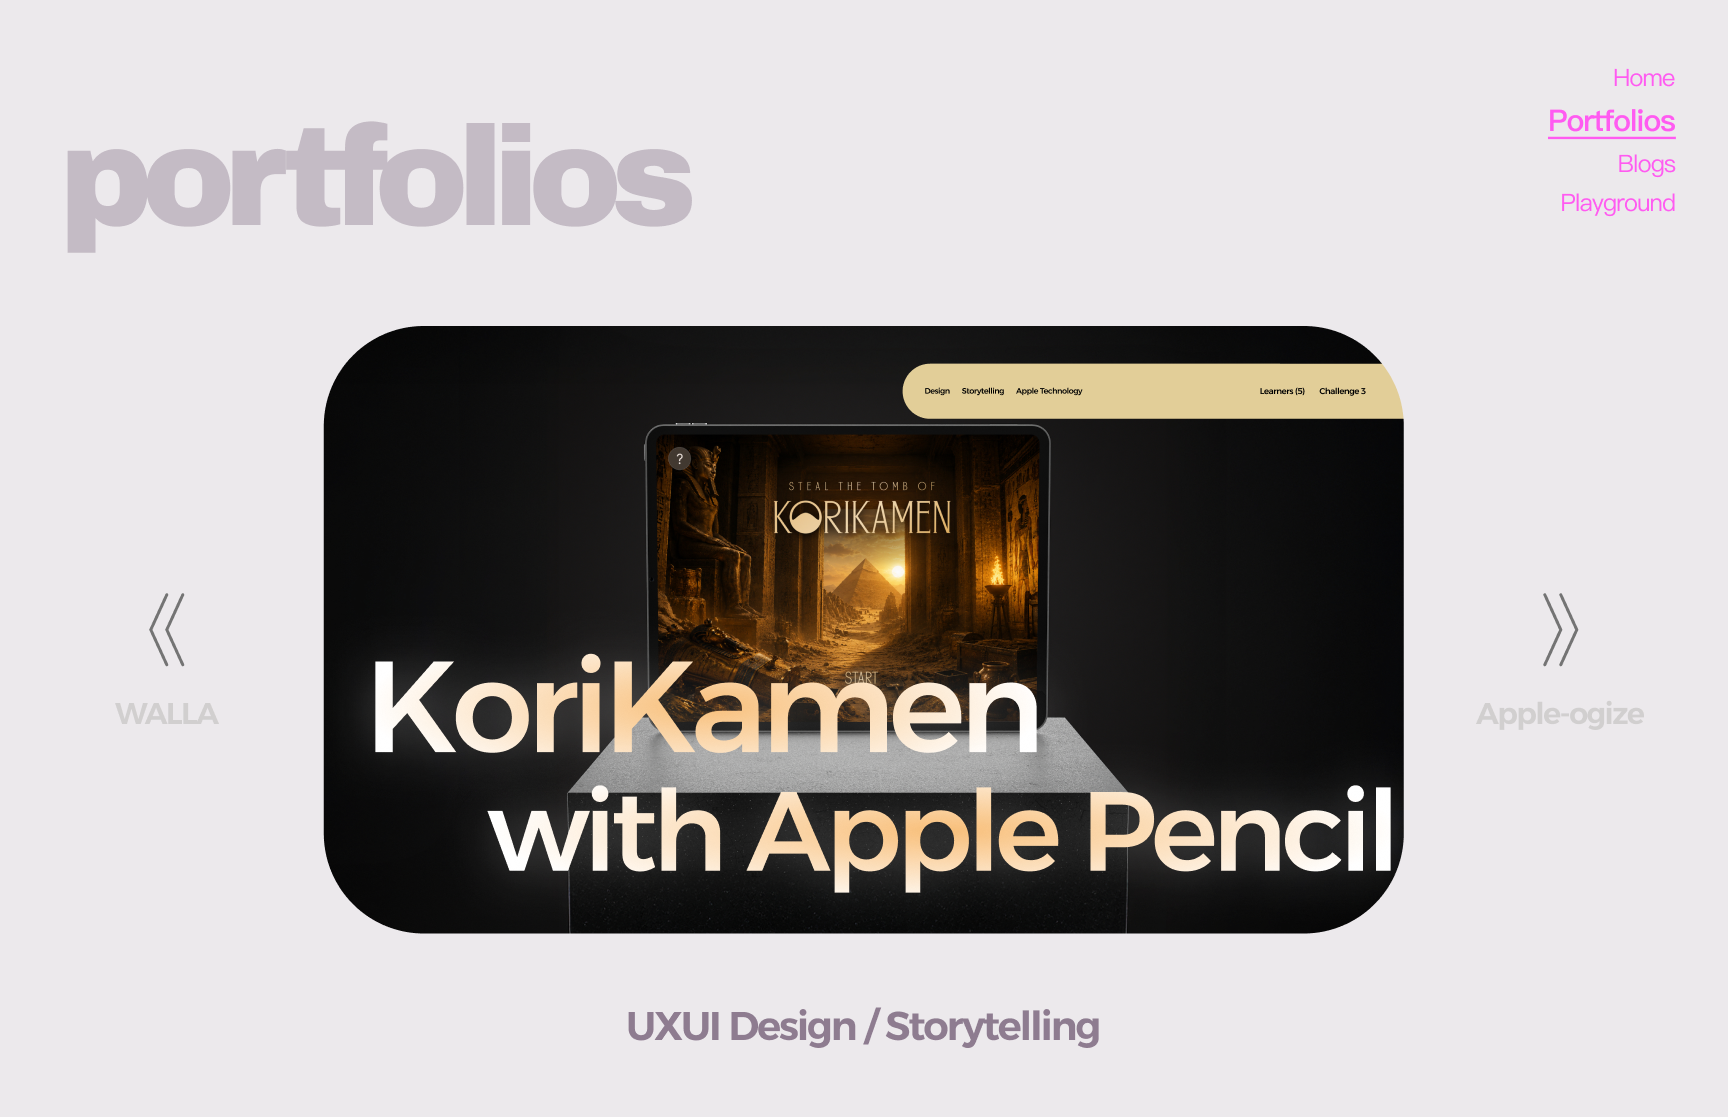 Home
portfolios
Portfolios
Blogs
Playground
Design Storytelling Apple Technology Learners (5) Challenge 3
?
STEAL THE TOMB OF
KORIKAMEN
START
KoriKamen
with Apple Pencil
WALLA
Apple-ogize
UXUI Design / Storytelling